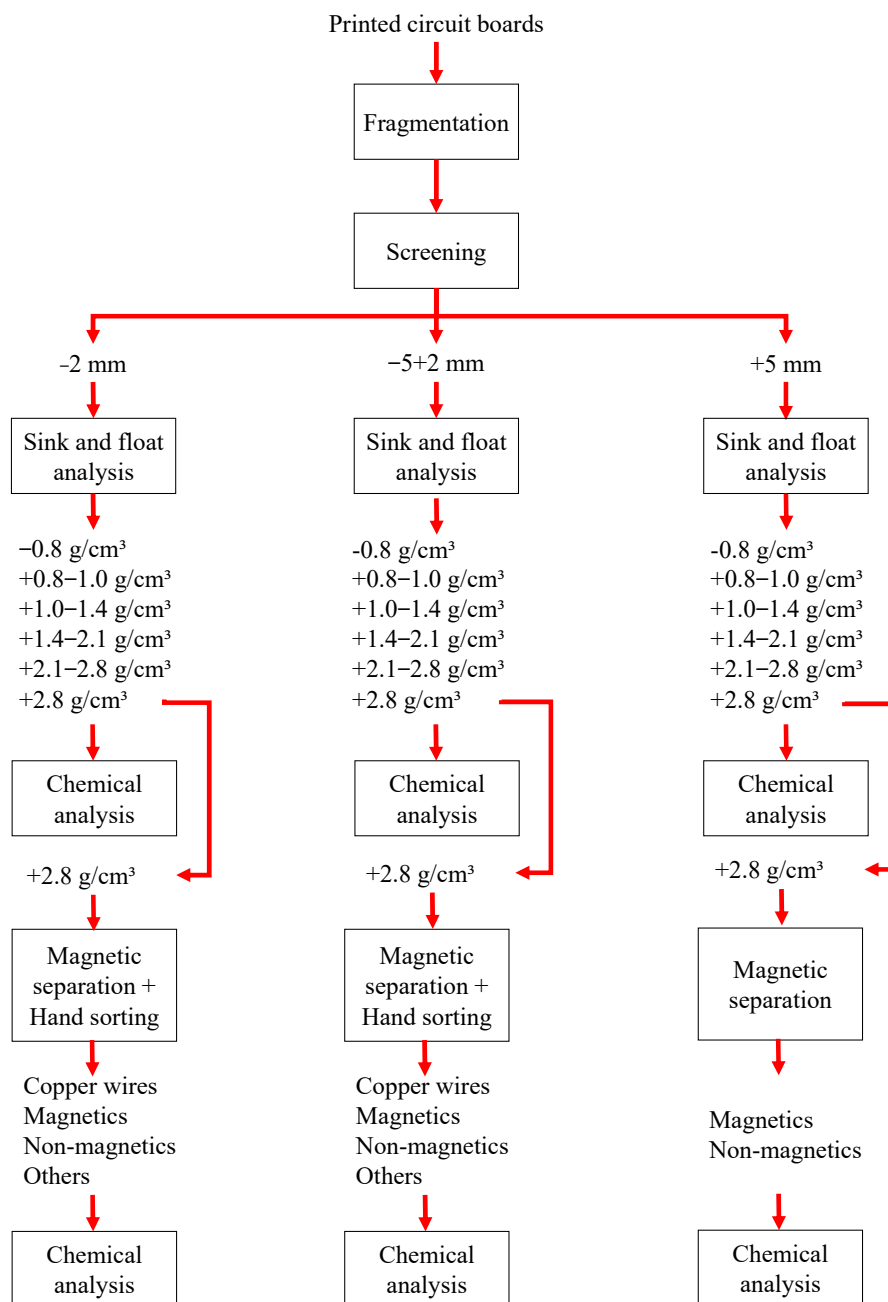 Printed circuit boards
Fragmentation
Screening
−2 mm
Sink and float
analysis
−0.8 g/cm³
+0.8−1.0 g/cm³
+1.0−1.4 g/cm³
+1.4−2.1 g/cm³
+2.1−2.8 g/cm³
+2.8 g/cm³
Chemical
analysis
+2.8 g/cm³
Magnetic
separation +
Hand sorting
Copper wires
Magnetics
Non-magnetics
Others
Chemical
analysis
−5+2 mm
Sink and float
analysis
-0.8 g/cm³
+0.8−1.0 g/cm³
+1.0−1.4 g/cm³
+1.4−2.1 g/cm³
+2.1−2.8 g/cm³
+2.8 g/cm³
Chemical
analysis
+2.8 g/cm³
Magnetic
separation +
Hand sorting
Copper wires
Magnetics
Non-magnetics
Others
Chemical
analysis
+5 mm
Sink and float
analysis
-0.8 g/cm³
+0.8−1.0 g/cm³
+1.0−1.4 g/cm³
+1.4−2.1 g/cm³
+2.1−2.8 g/cm³
+2.8 g/cm³
Chemical
analysis
+2.8 g/cm³
Magnetic
separation
Magnetics
Non-magnetics
Chemical
analysis